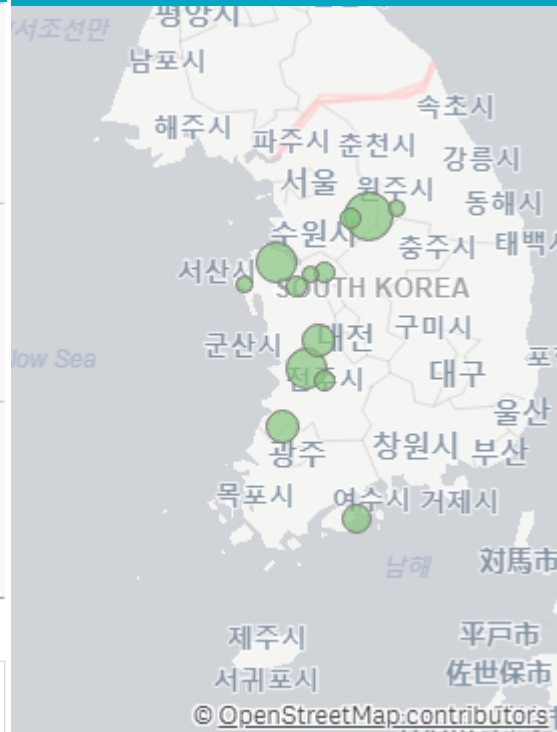 평양시
서조선만
남포시
속초시
해주시 파주시 춘천시
강릉시
서울 원주시
동해시
수원시
충주시 태백시
서산시
SOUTH KOREA
군산시 대전 구미시
low Sea
전주시 대구
울산
광주 창원시 부산
목포시 여수시 거제시
남해 対馬市
제주시 平戸市
서귀포시 佐世保市
© OpenStreetMap contributors